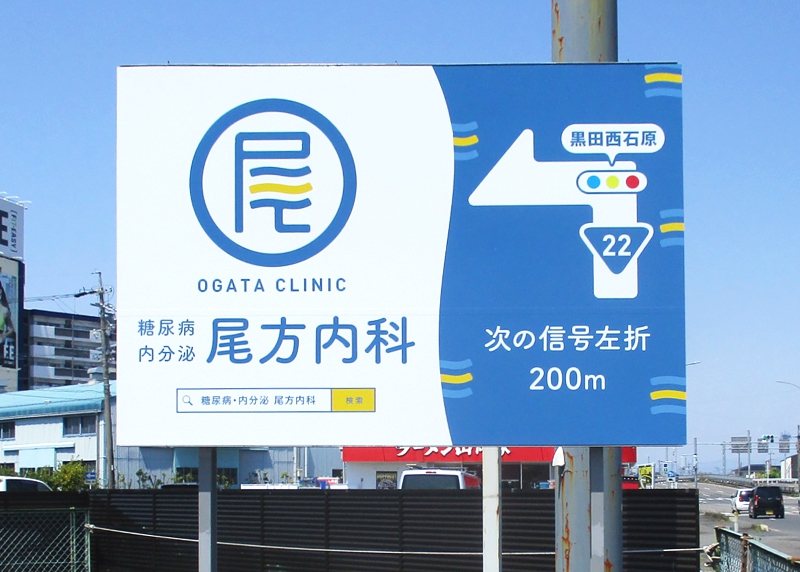 尾
OGATA CLINIC
糖尿病
内分泌
尾方内科
糖尿病・内分泌 尾方内科
検索
黒田西石原
22
次の信号左折
200m